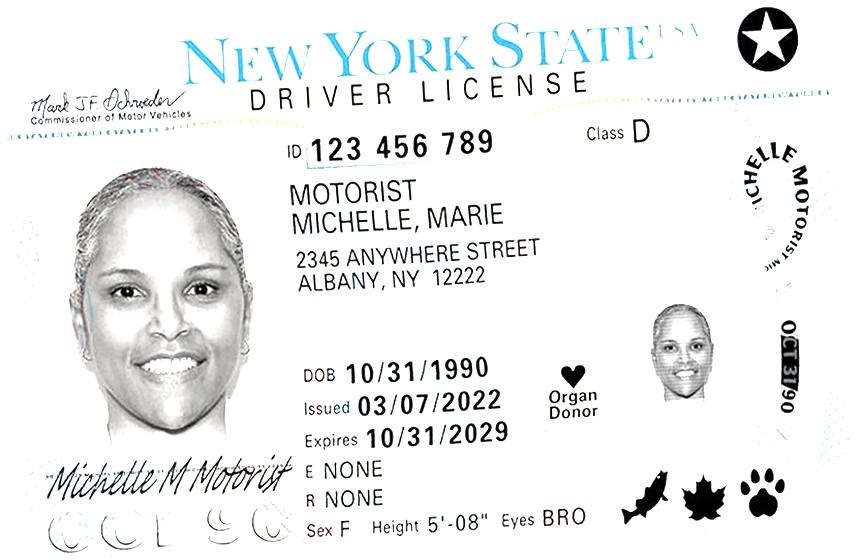 NEW YORK STATE USA
DRIVER LICENSE
Mark J.F. Schroeder
Commissioner of Motor Vehicles
ID 123 456 789
Class D
MOTORIST
MICHELLE, MARIE
2345 ANYWHERE STREET
ALBANY, NY 12222
DOB 10/31/1990
Issued 03/07/2022
Expires 10/31/2029
E NONE
R NONE
Sex F Height 5'-08" Eyes BRO
Organ
Donor
Michelle M Motorist
OCT 90
MICHELLE MOTORIST MIC
OCT 31/90